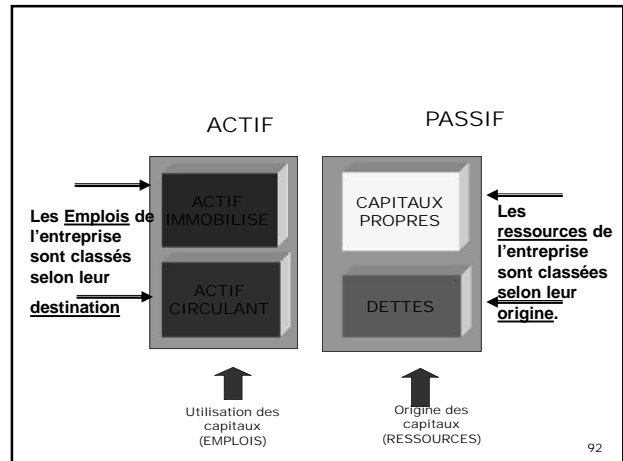 ACTIF
PASSIF
Les Emplois de
l’entreprise
sont classés
selon leur
destination
ACTIF
IMMOBILISE
ACTIF
CIRCULANT
CAPITAUX
PROPRES
DETTES
Les
ressources de
l’entreprise
sont classées
selon leur
origine.
Utilisation des
capitaux
(EMPLOIS)
Origine des
capitaux
(RESSOURCES)
92